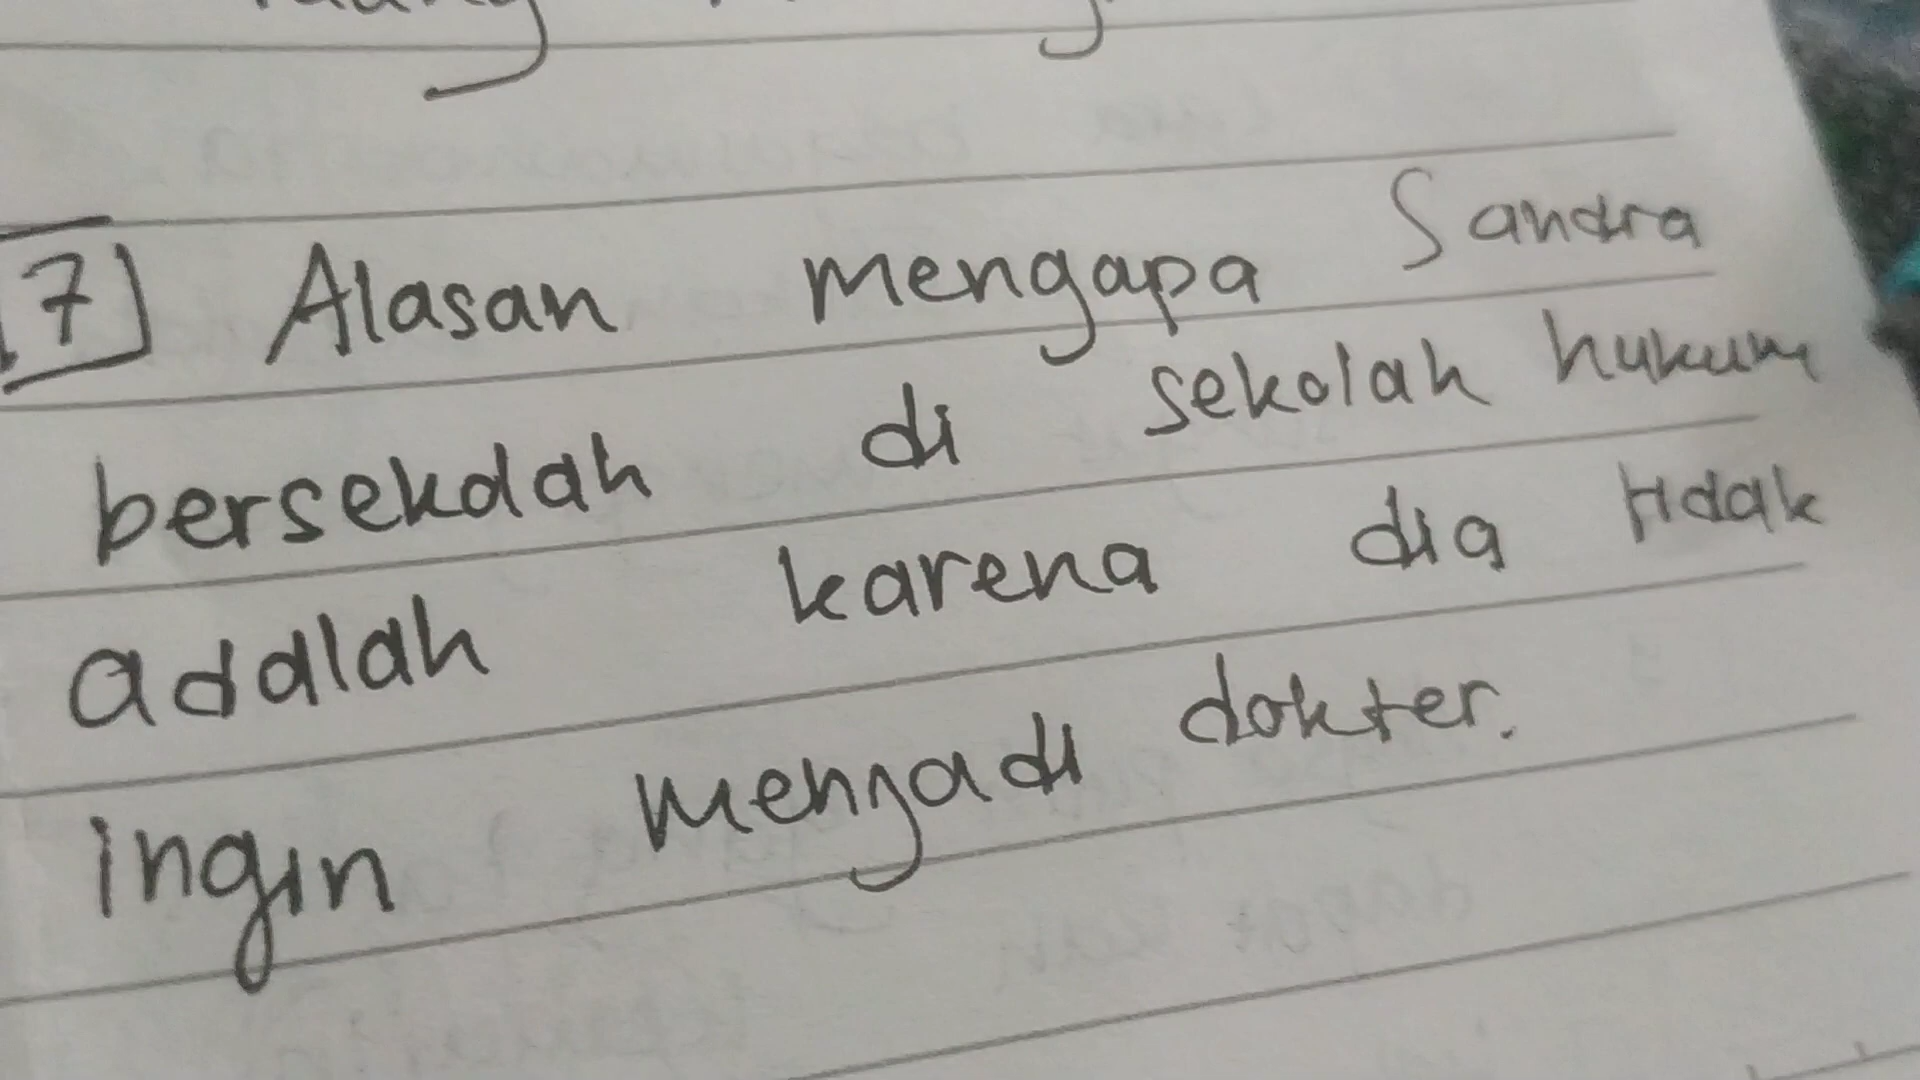 [7] Alasan mengapa Sandra
bersekolah di sekolah hukum
adalah karena dia tidak
ingin menjadi dokter.